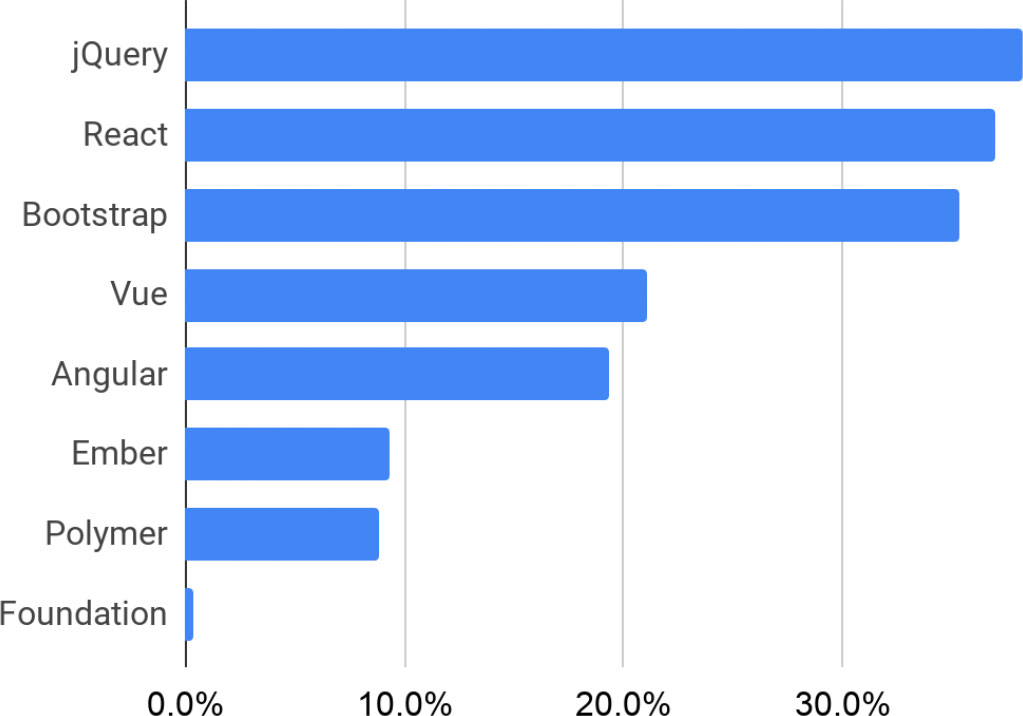 jQuery
React
Bootstrap
Vue
Angular
Ember
Polymer
Foundation
0.0% 10.0% 20.0% 30.0%